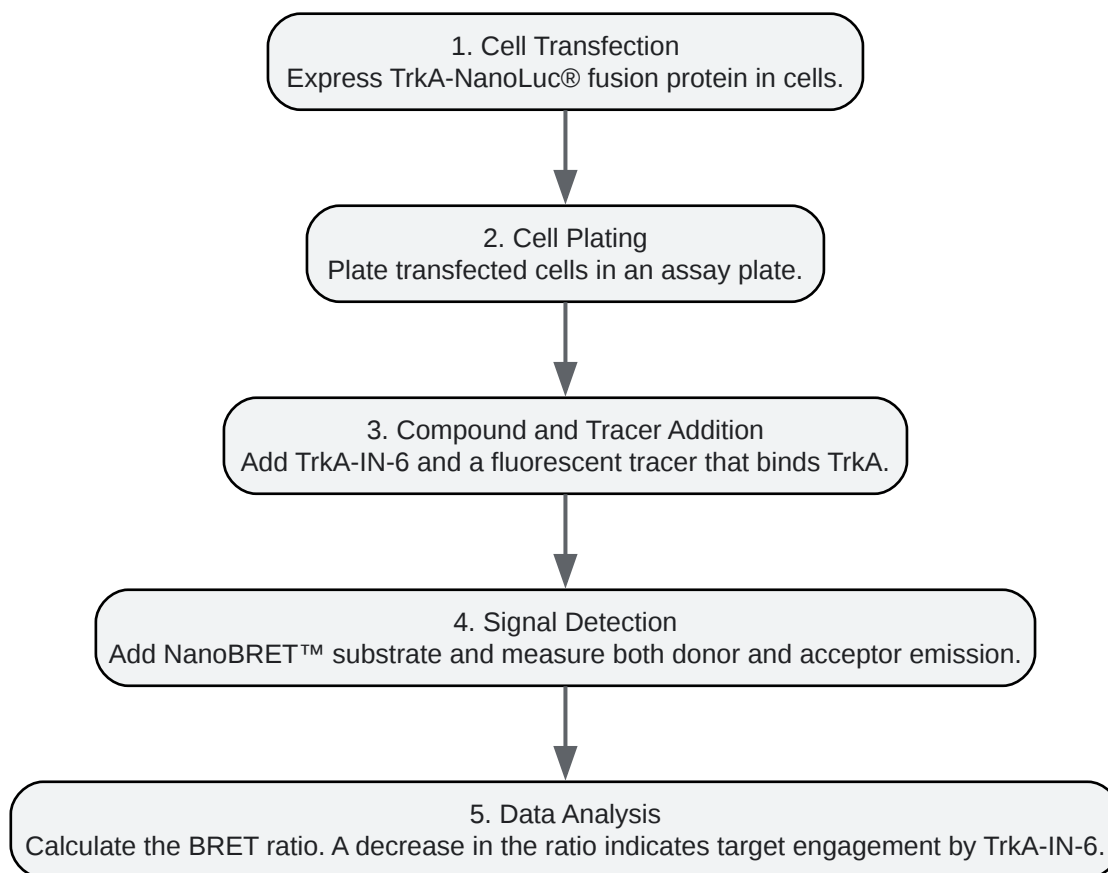 1. Cell Transfection
Express TrkA-NanoLuc® fusion protein in cells.
2. Cell Plating
Plate transfected cells in an assay plate.
3. Compound and Tracer Addition
Add TrkA-IN-6 and a fluorescent tracer that binds TrkA.
4. Signal Detection
Add NanoBRET™ substrate and measure both donor and acceptor emission.
5. Data Analysis
Calculate the BRET ratio. A decrease in the ratio indicates target engagement by TrkA-IN-6.